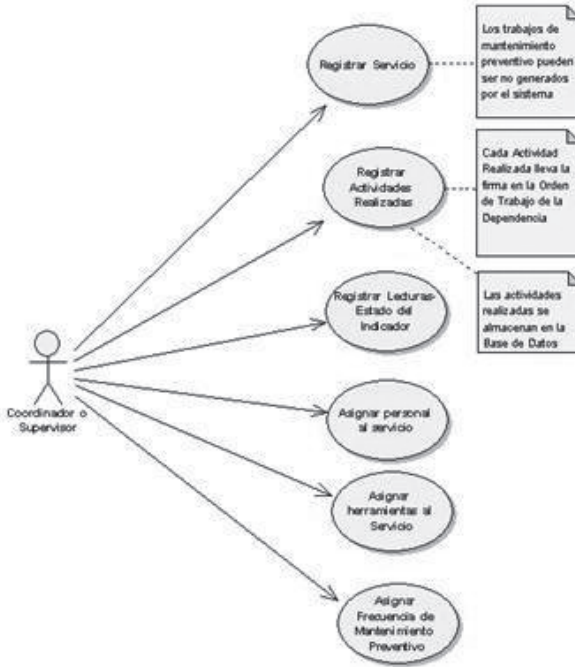 Registrar Servicio
Los trabajos de
mantenimiento
preventivo pueden
ser no generados
por el sistema
Registrar
Actividades
Realizadas
Cada Actividad
Realizada lleva la
firma en la Orden
de Trabajo de la
Dependencia
Registrar Lecturas-
Estado del
Indicador
Las actividades
realizadas se
almacenan en la
Base de Datos
Coordinador o
Supervisor
Asignar personal
al servicio
Asignar
herramientas al
Servicio
Asignar
Frecuencia de
Mantenimiento
Preventivo